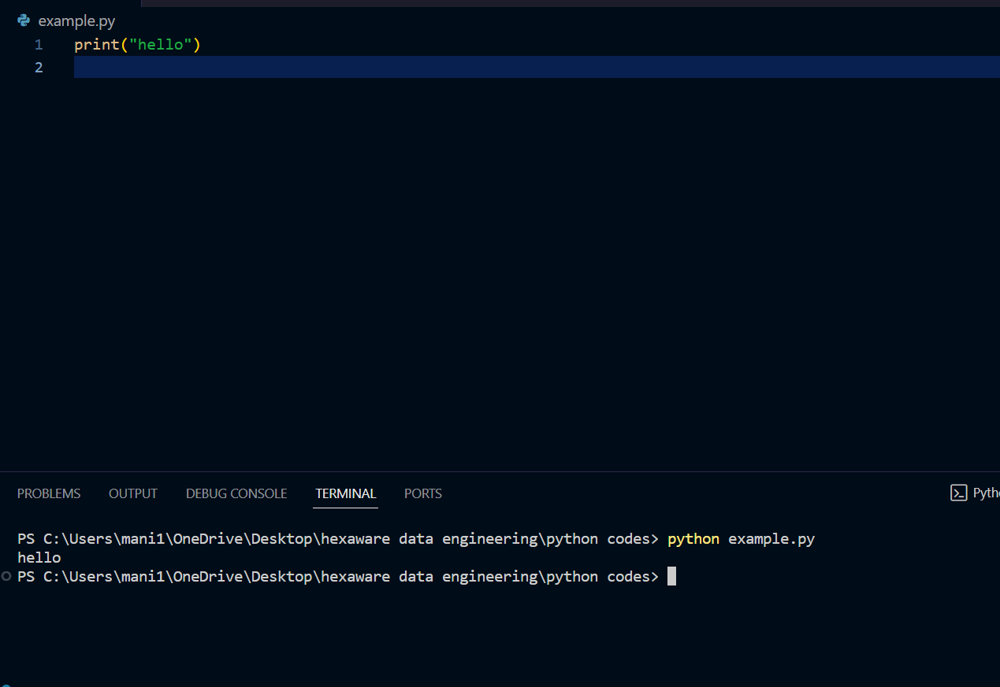 example.py
1 print("hello")
2
PROBLEMS OUTPUT DEBUG CONSOLE TERMINAL PORTS
PS C:\Users\mani1\OneDrive\Desktop\hexaware data engineering\python codes> python example.py
hello
PS C:\Users\mani1\OneDrive\Desktop\hexaware data engineering\python codes>